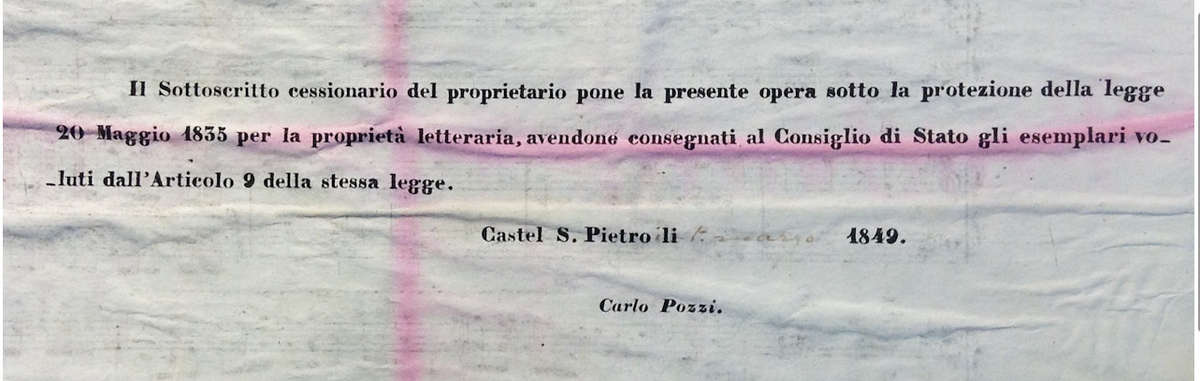 Il Sottoscritto cessionario del proprietario pone la presente opera sotto la protezione della legge
20 Maggio 1835 per la proprietà letteraria, avendone consegnati al Consiglio di Stato gli esemplari vo-
-luti dall'Articolo 9 della stessa legge.
Castel S. Pietro li 1849.
Carlo Pozzi.